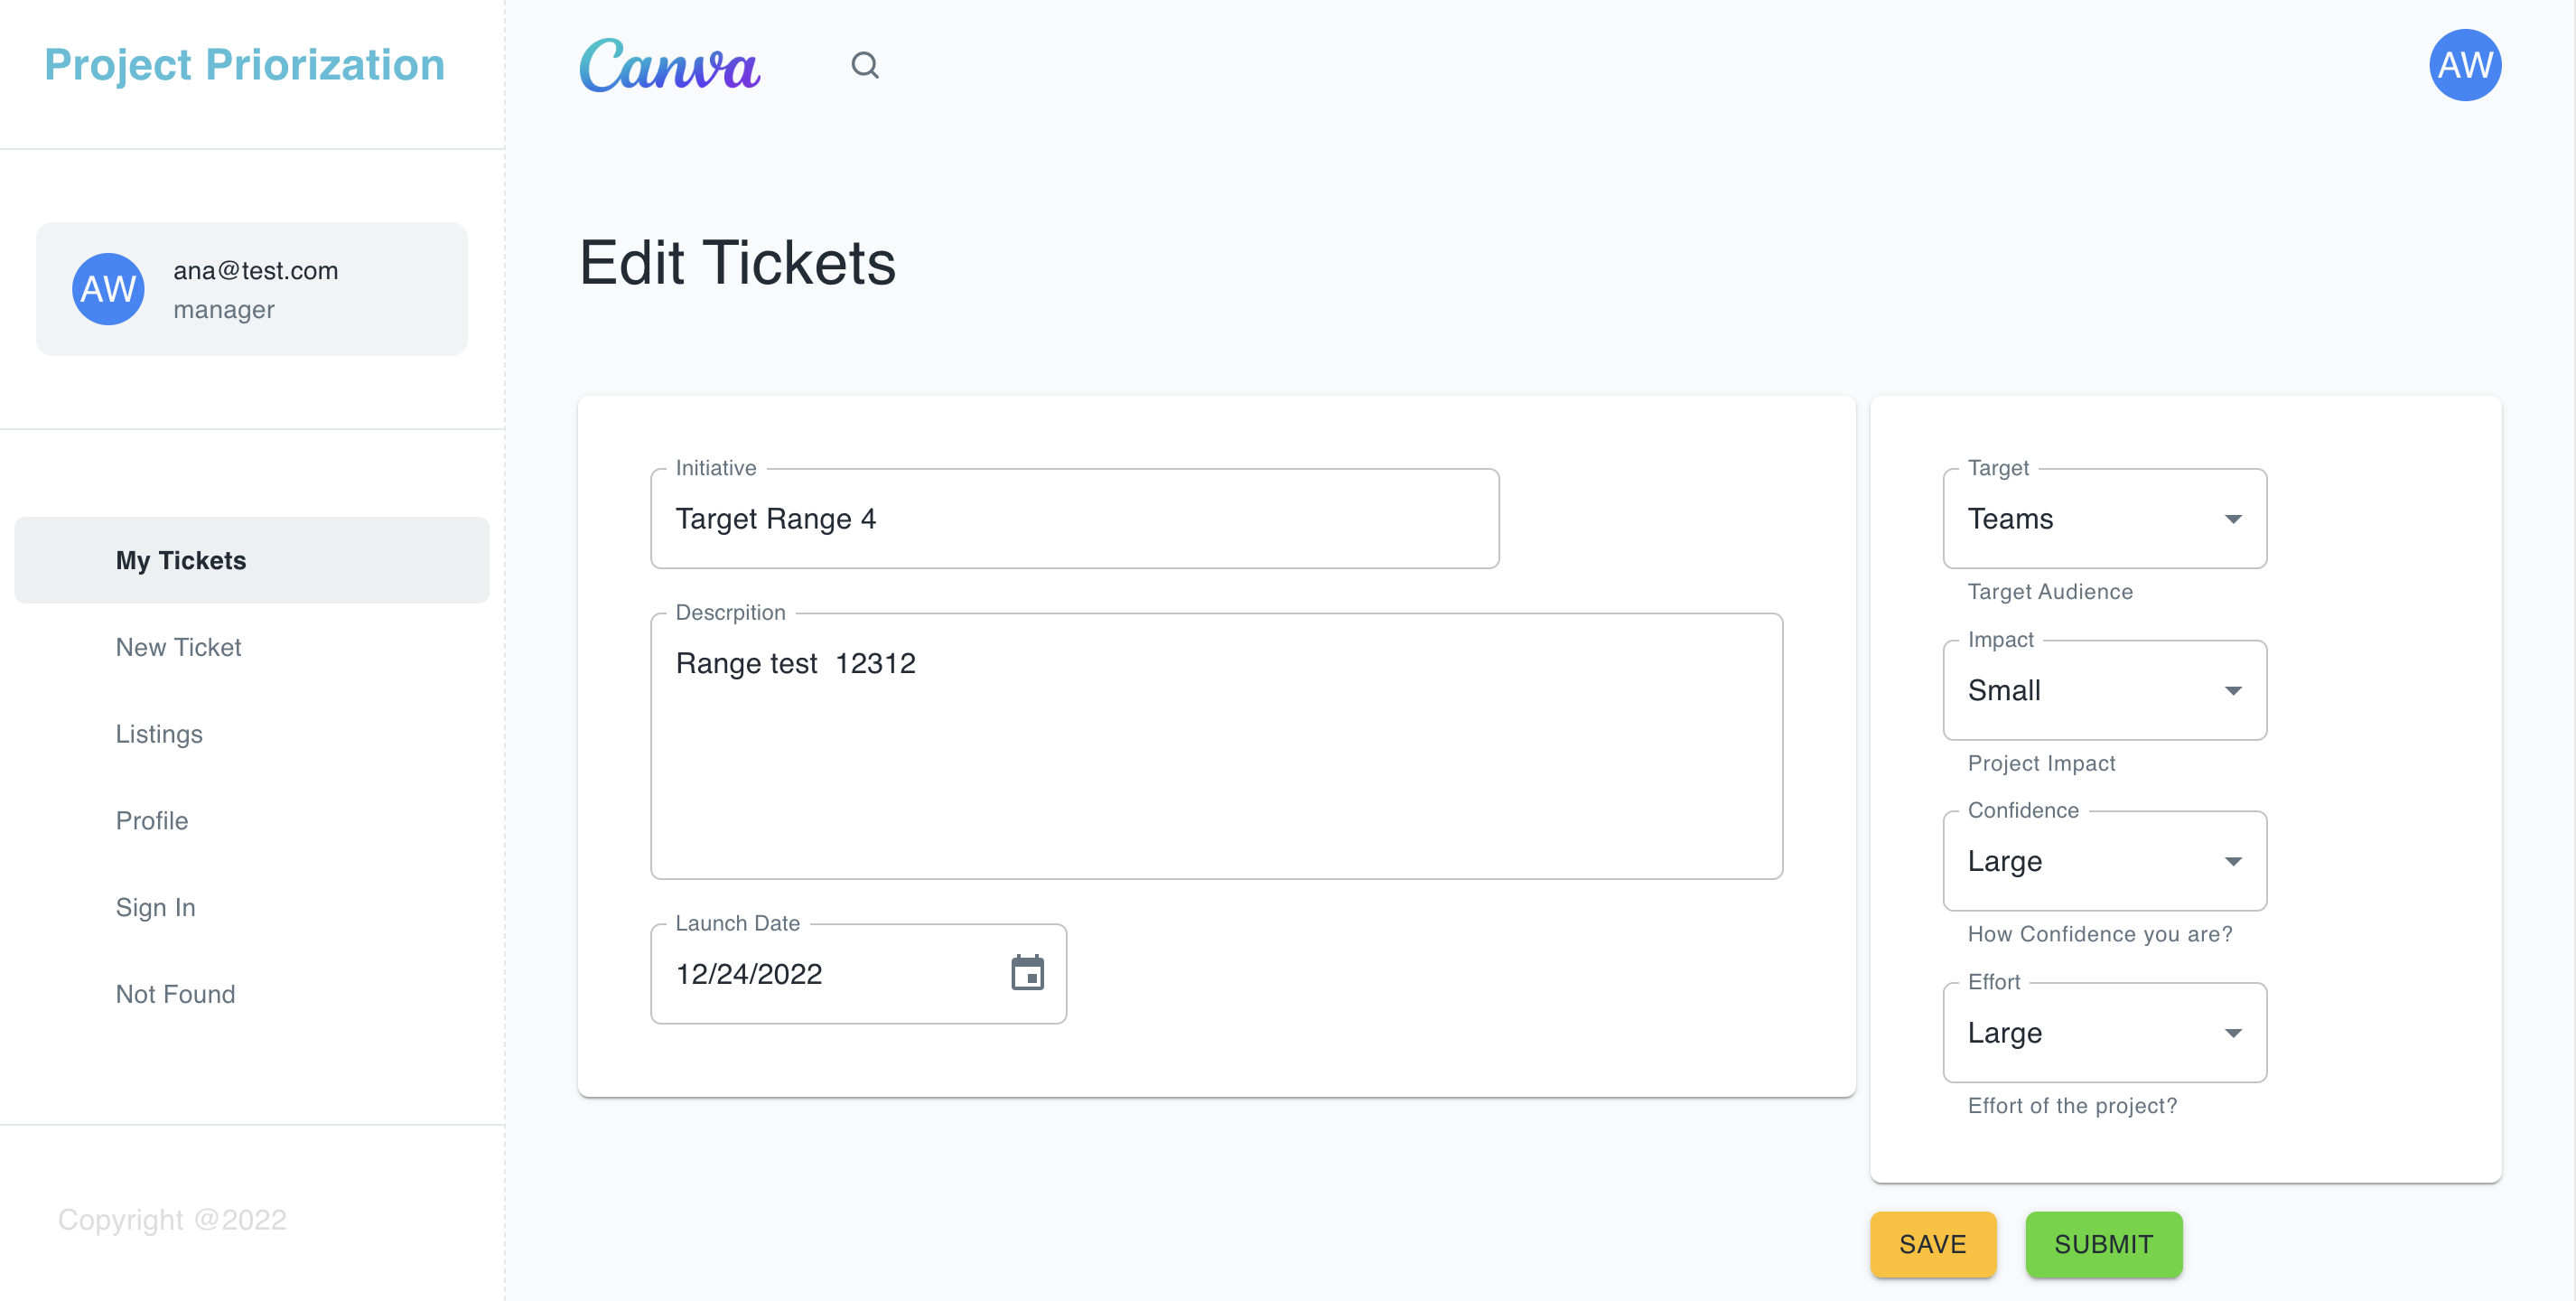 Project Priorization
Canva
AW
AW
ana@test.com
manager
Edit Tickets
My Tickets
New Ticket
Listings
Profile
Sign In
Not Found
Copyright @2022
Initiative
Target Range 4
Descrpition
Range test  12312
Launch Date
12/24/2022
Target
Teams
Target Audience
Impact
Small
Project Impact
Confidence
Large
How Confidence you are?
Effort
Large
Effort of the project?
SAVE
SUBMIT